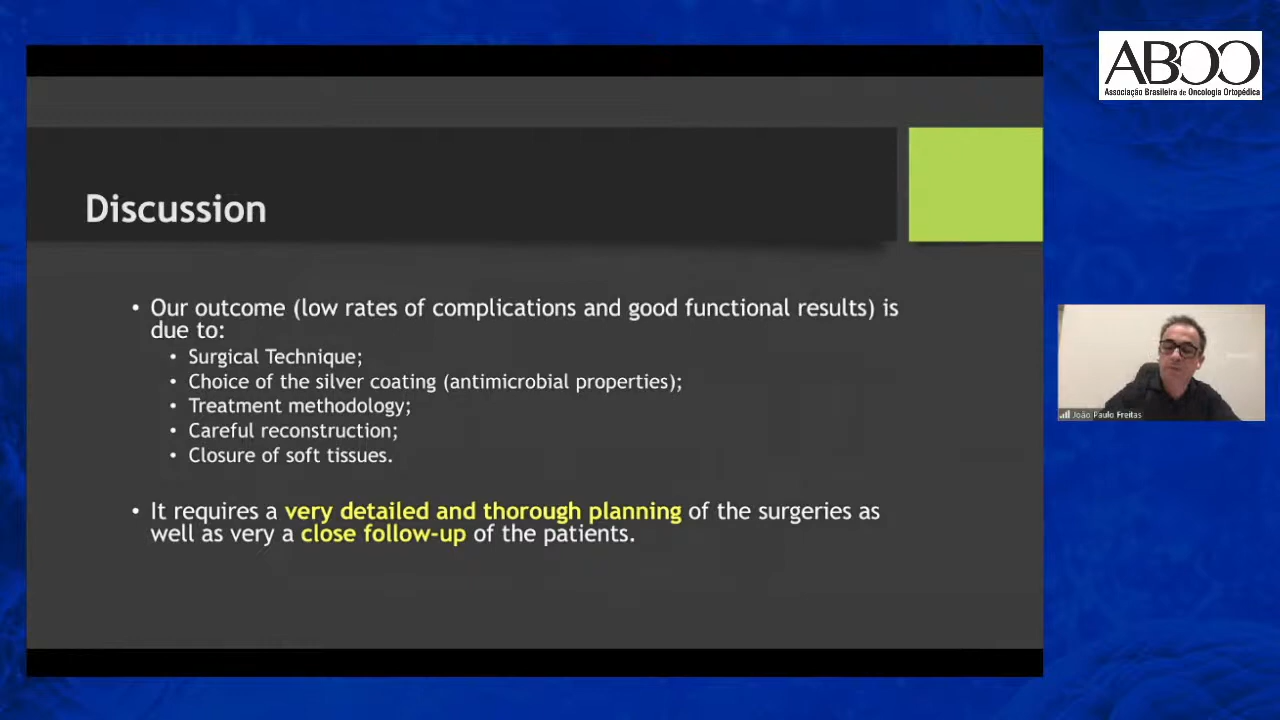 ABOO
Associação Brasileira de Oncologia Ortopédica
Discussion
• Our outcome (low rates of complications and good functional results) is
due to:
• Surgical Technique;
• Choice of the silver coating (antimicrobial properties);
• Treatment methodology;
• Careful reconstruction;
• Closure of soft tissues.
• It requires a very detailed and thorough planning of the surgeries as
well as very a close follow-up of the patients.
João Paulo Freitas